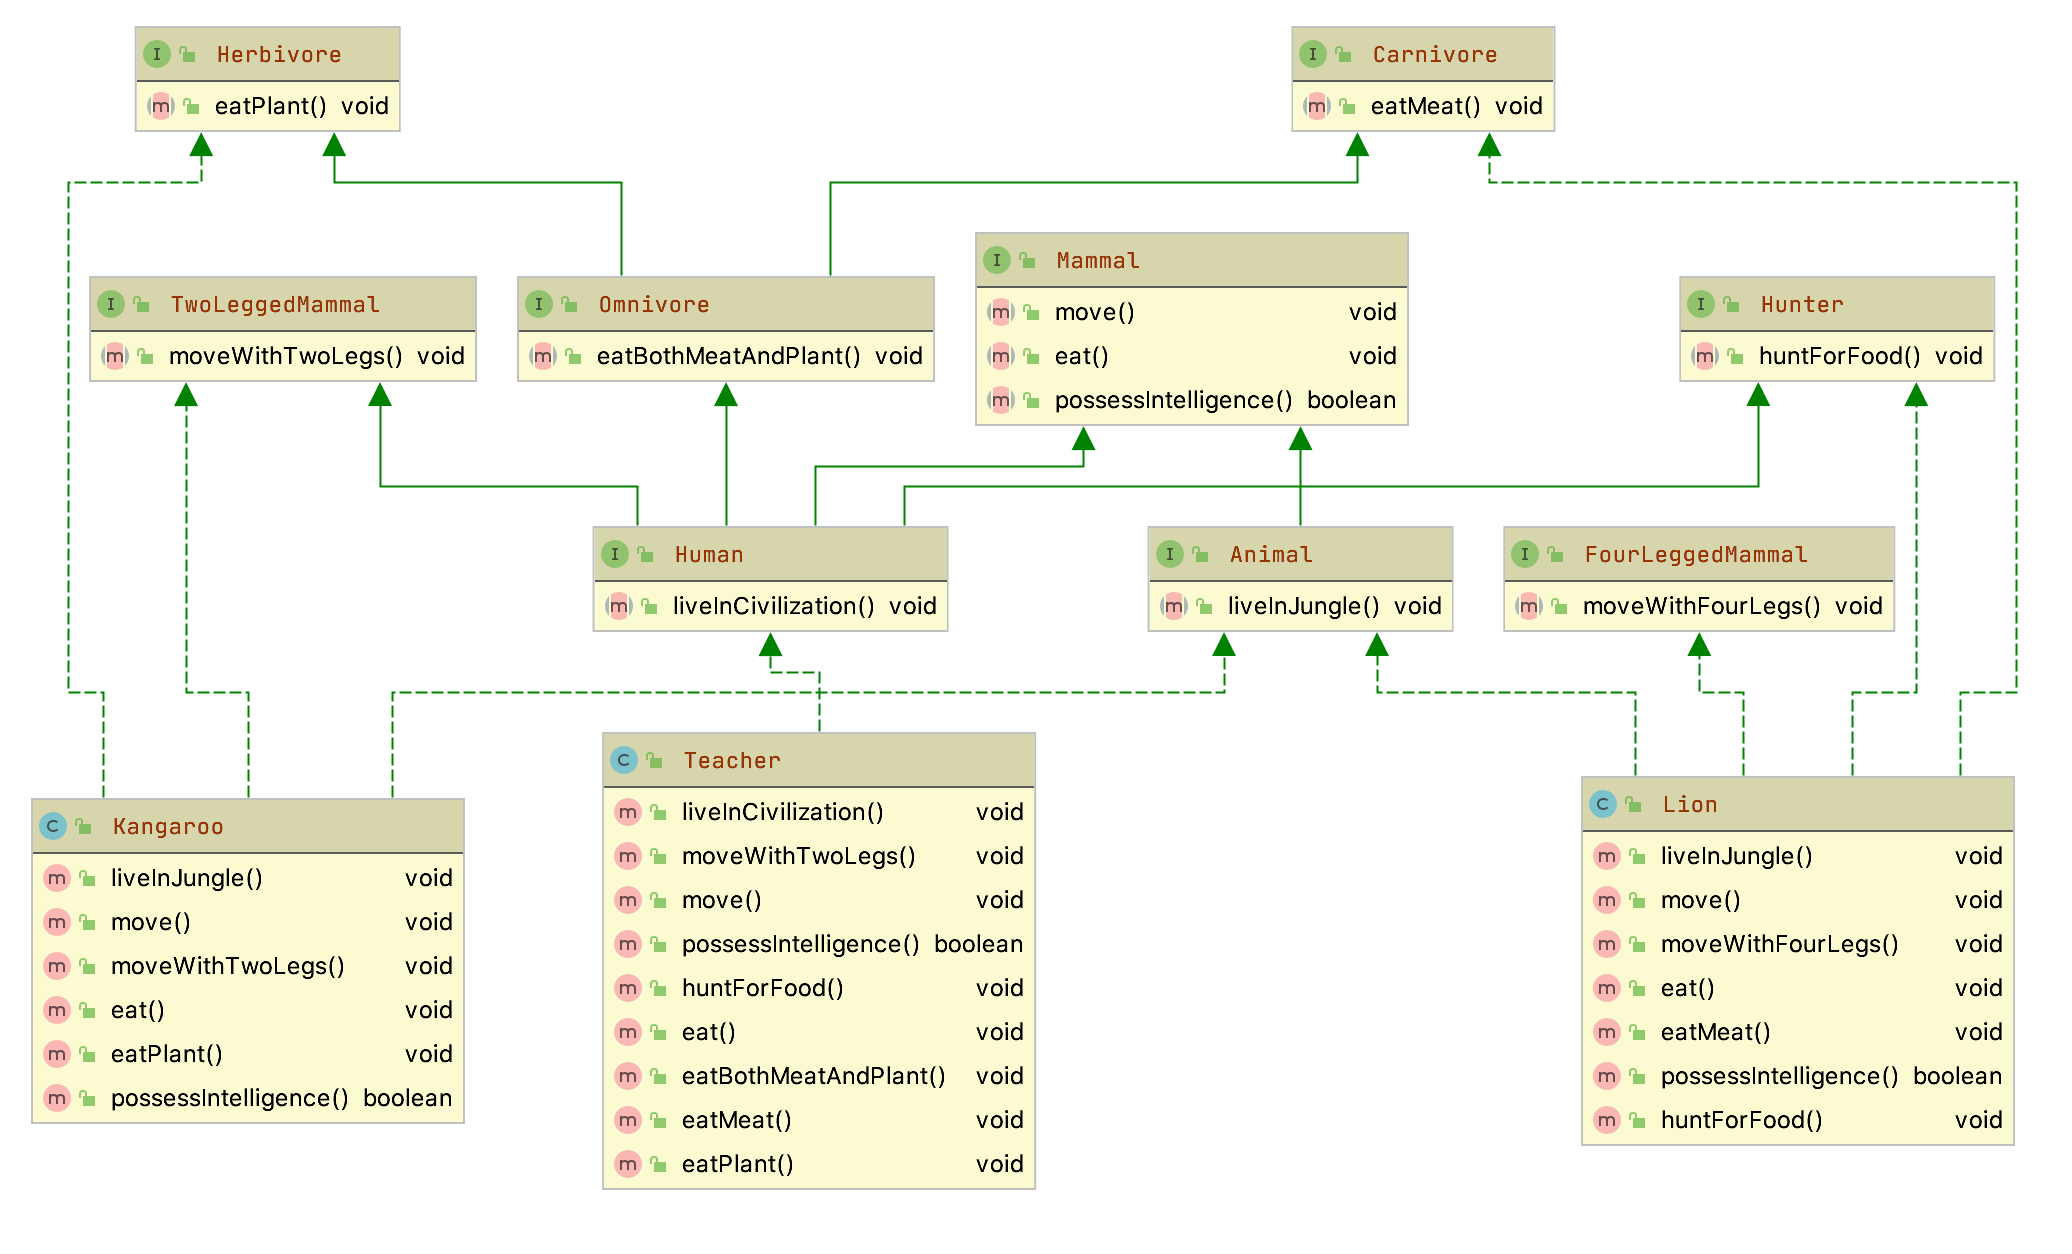 I Herbivore
m eatPlant() void
I Carnivore
m eatMeat() void
I Mammal
m move() void
m eat() void
m possessIntelligence() boolean
I TwoLeggedMammal
m moveWithTwoLegs() void
I Omnivore
m eatBothMeatAndPlant() void
I Hunter
m huntForFood() void
I Human
m liveInCivilization() void
I Animal
m liveInJungle() void
I FourLeggedMammal
m moveWithFourLegs() void
C Kangaroo
m liveInJungle() void
m move() void
m moveWithTwoLegs() void
m eat() void
m eatPlant() void
m possessIntelligence() boolean
C Teacher
m liveInCivilization() void
m moveWithTwoLegs() void
m move() void
m possessIntelligence() boolean
m huntForFood() void
m eat() void
m eatBothMeatAndPlant() void
m eatMeat() void
m eatPlant() void
C Lion
m liveInJungle() void
m move() void
m moveWithFourLegs() void
m eat() void
m eatMeat() void
m possessIntelligence() boolean
m huntForFood() void